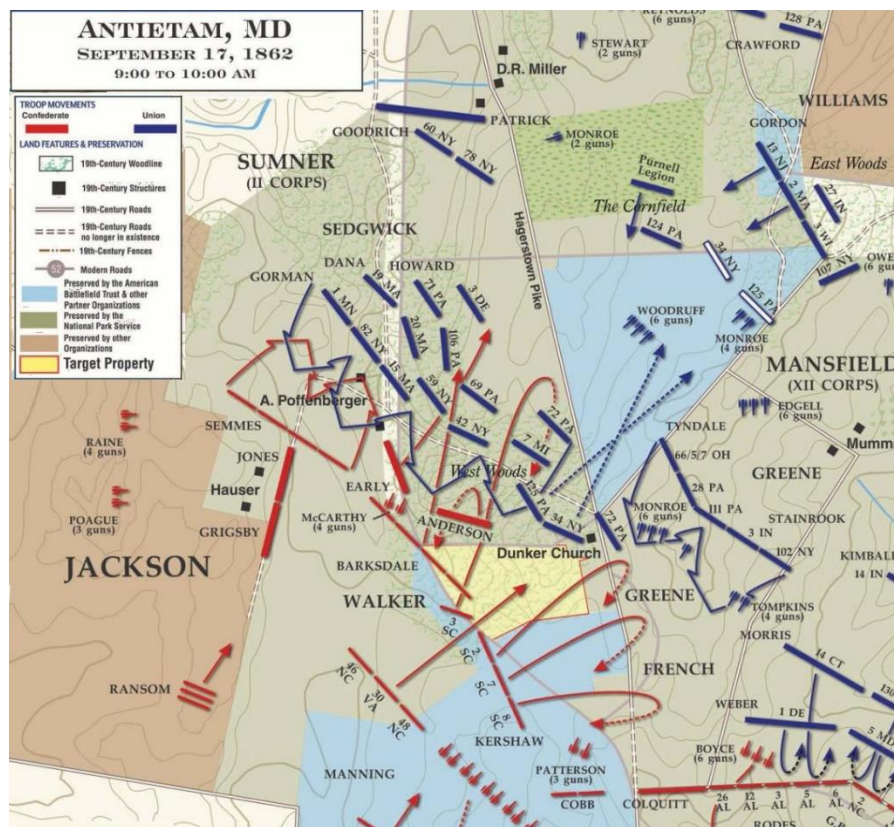 ANTIETAM, MD
SEPTEMBER 17, 1862
9:00 TO 10:00 AM
TROOP MOVEMENTS
Confederate
Union
LAND FEATURES & PRESERVATION
19th-Century Woodline
19th-Century Structures
19th-Century Roads
19th-Century Roads
no longer in existence
19th-Century Fences
52
Modern Roads
Preserved by the American
Battlefield Trust & other
Partner Organizations
Preserved by the
National Park Service
Preserved by other
Organizations
Target Property
REYNOLDS
(6 guns)
128 PA
STEWART
(2 guns)
CRAWFORD
D.R. Miller
WILLIAMS
PATRICK
GORDON
GOODRICH
60 NY
78 NY
MONROE
(2 guns)
13 NJ
East Woods
SUMNER
(II CORPS)
Purnell
Legion
2 MA
27 IN
The Cornfield
124 PA
3 WI
SEDGWICK
Hagerstown Pike
34 NY
107 NY
(6 guns)
DANA
HOWARD
GORMAN
19 MA
71 PA
3 DE
125 PA
1 MN
WOODRUFF
(6 guns)
MONROE
(4 guns)
82 NY
20 MA
106 PA
MANSFIELD
(XII CORPS)
15 MA
A. Poffenberger
59 NY
69 PA
EDGELL
(6 guns)
SEMMES
42 NY
72 PA
TYNDALE
Mumm
RAINE
(4 guns)
7 MI
66/5/7 OH
GREENE
JONES
West Woods
28 PA
Hauser
EARLY
125 PA
MONROE
(6 guns)
111 PA
STAINROOK
POAGUE
(3 guns)
McCARTHY
(4 guns)
ANDERSON
34 NY
72 PA
3 IN
GRIGSBY
Dunker Church
102 NY
KIMBALL
JACKSON
BARKSDALE
14 IN
WALKER
GREENE
TOMPKINS
(4 guns)
3 SC
MORRIS
2 SC
FRENCH
14 CT
46 NC
7 SC
RANSOM
30 VA
WEBER
1 DE
130
48 NC
8 SC
5 MD
KERSHAW
BOYCE
(6 guns)
MANNING
PATTERSON
(3 guns)
COBB
COLQUITT
26 AL
12 AL
3 AL
5 AL
6 AL
2 NC
RODES